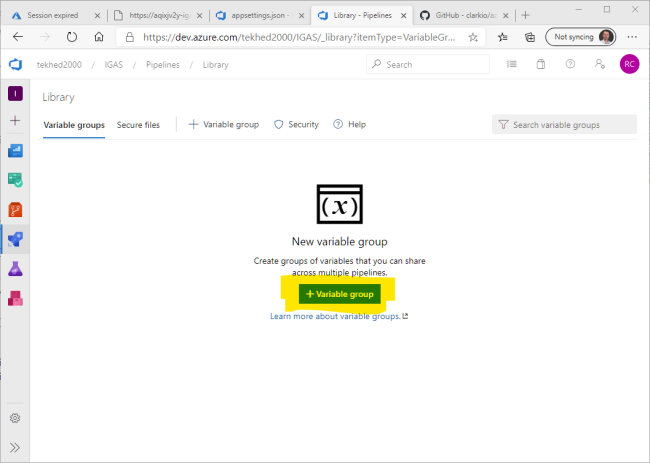 Session expired
https://aqixjv2y-ig
appsettings.json -
Library - Pipelines
GitHub - clarkio/a
https://dev.azure.com/tekhed2000/IGAS/_library?itemType=VariableGr...
Not syncing
tekhed2000 / IGAS / Pipelines / Library
Search
RC
I
Library
Variable groups Secure files + Variable group Security Help
Search variable groups
(x)
New variable group
Create groups of variables that you can share
across multiple pipelines.
+ Variable group
Learn more about variable groups.